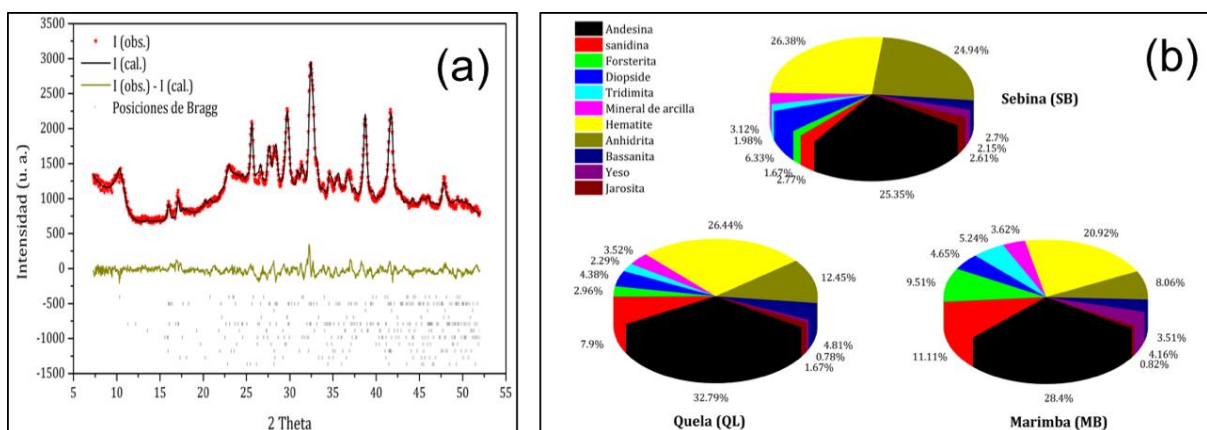 (a)
I (obs.)
I (cal.)
I (obs.) - I (cal.)
Posiciones de Bragg
Intensidad (u. a.)
3500
3000
2500
2000
1500
1000
500
0
-500
-1000
-1500
5 10 15 20 25 30 35 40 45 50 55
2 Theta
(b)
Andesina
sanidina
Forsterita
Diopside
Tridimita
Mineral de arcilla
Hematite
Anhidrita
Bassanita
Yeso
Jarosita
26.38%
24.94%
Sebina (SB)
3.12%
1.98%
6.33%
1.67%
2.77%
25.35%
2.7%
2.15%
2.61%
26.44%
3.52%
2.29%
4.38%
2.96%
7.9%
12.45%
4.81%
0.78%
1.67%
32.79%
Quela (QL)
20.92%
3.62%
5.24%
4.65%
9.51%
11.11%
8.06%
3.51%
4.16%
0.82%
28.4%
Marimba (MB)